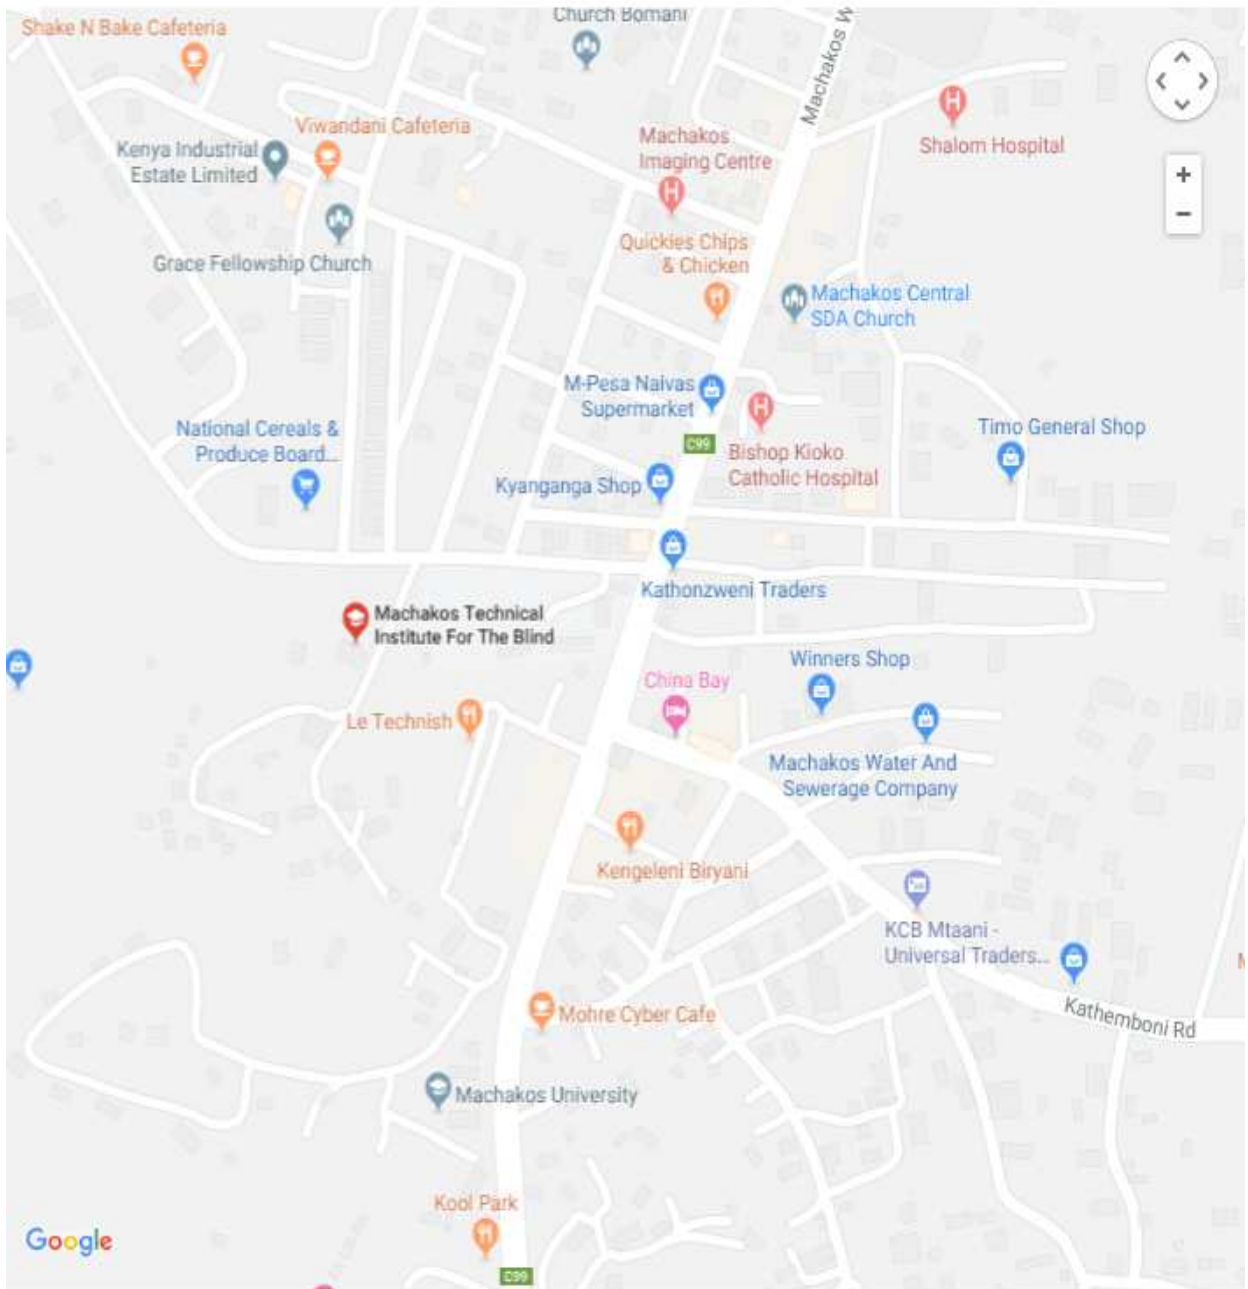 Church Bomani
Shake N Bake Cafeteria
Machakos W
Viwandani Cafeteria
Machakos
Imaging Centre
Shalom Hospital
Kenya Industrial
Estate Limited
Quickies Chips
& Chicken
Grace Fellowship Church
Machakos Central
SDA Church
M-Pesa Naivas
Supermarket
National Cereals &
Produce Board...
Timo General Shop
C99
Bishop Kioko
Catholic Hospital
Kyanganga Shop
Kathonzweni Traders
Machakos Technical
Institute For The Blind
Winners Shop
China Bay
Le Technish
Machakos Water And
Sewerage Company
Kengeleni Biryani
KCB Mtaani -
Universal Traders...
Mohre Cyber Cafe
Kathemboni Rd
Machakos University
Kool Park
Google
C99